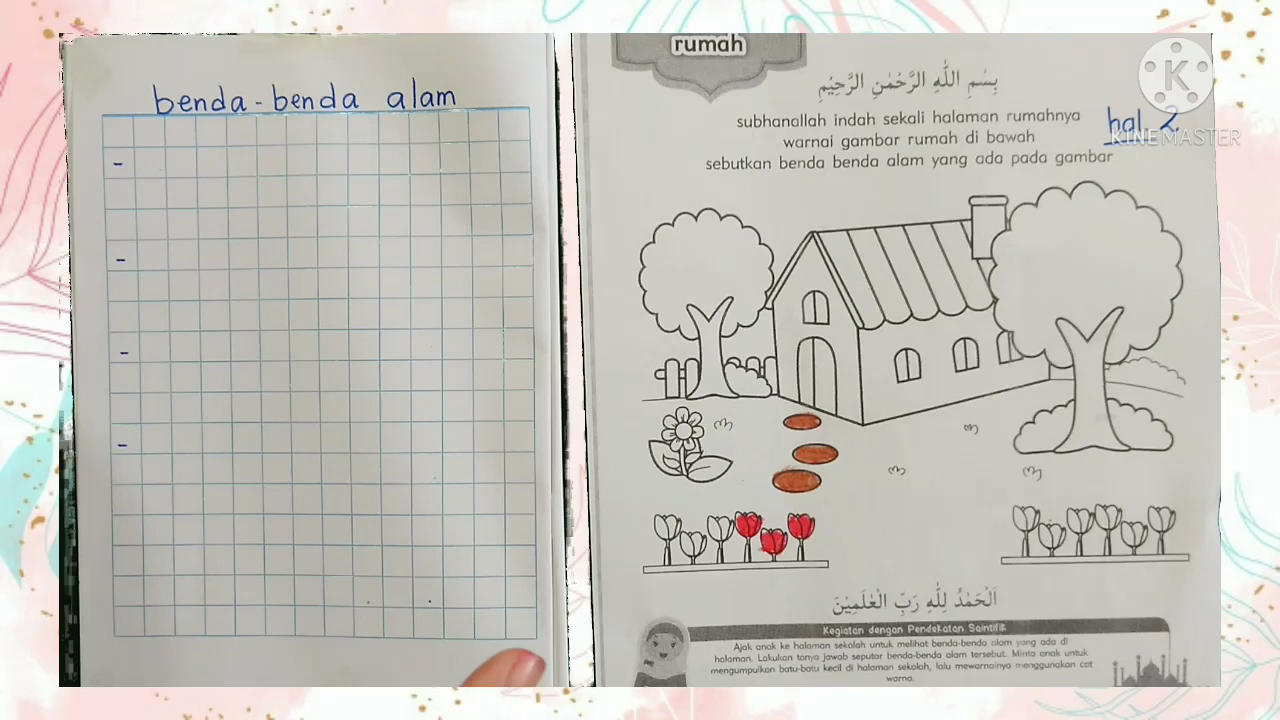 benda-benda alam
-
-
-
-
rumah
بِسْمِ اللّٰهِ الرَّحْمٰنِ الرَّحِيْمِ
subhanallah indah sekali halaman rumahnya
warnai gambar rumah di bawah
sebutkan benda benda alam yang ada pada gambar
hal. 2
K
KINEMASTER
اَلْحَمْدُ لِلّٰهِ رَبِّ الْعٰلَمِيْنَ
Kegiatan dengan Pendekatan Saintifik
Ajak anak ke halaman sekolah untuk melihat benda-benda alam yang ada di
halaman. Lakukan tanya jawab seputar benda-benda alam tersebut. Minta anak untuk
mengumpulkan batu-batu kecil di halaman sekolah, lalu mewarnainya menggunakan cat
warna.